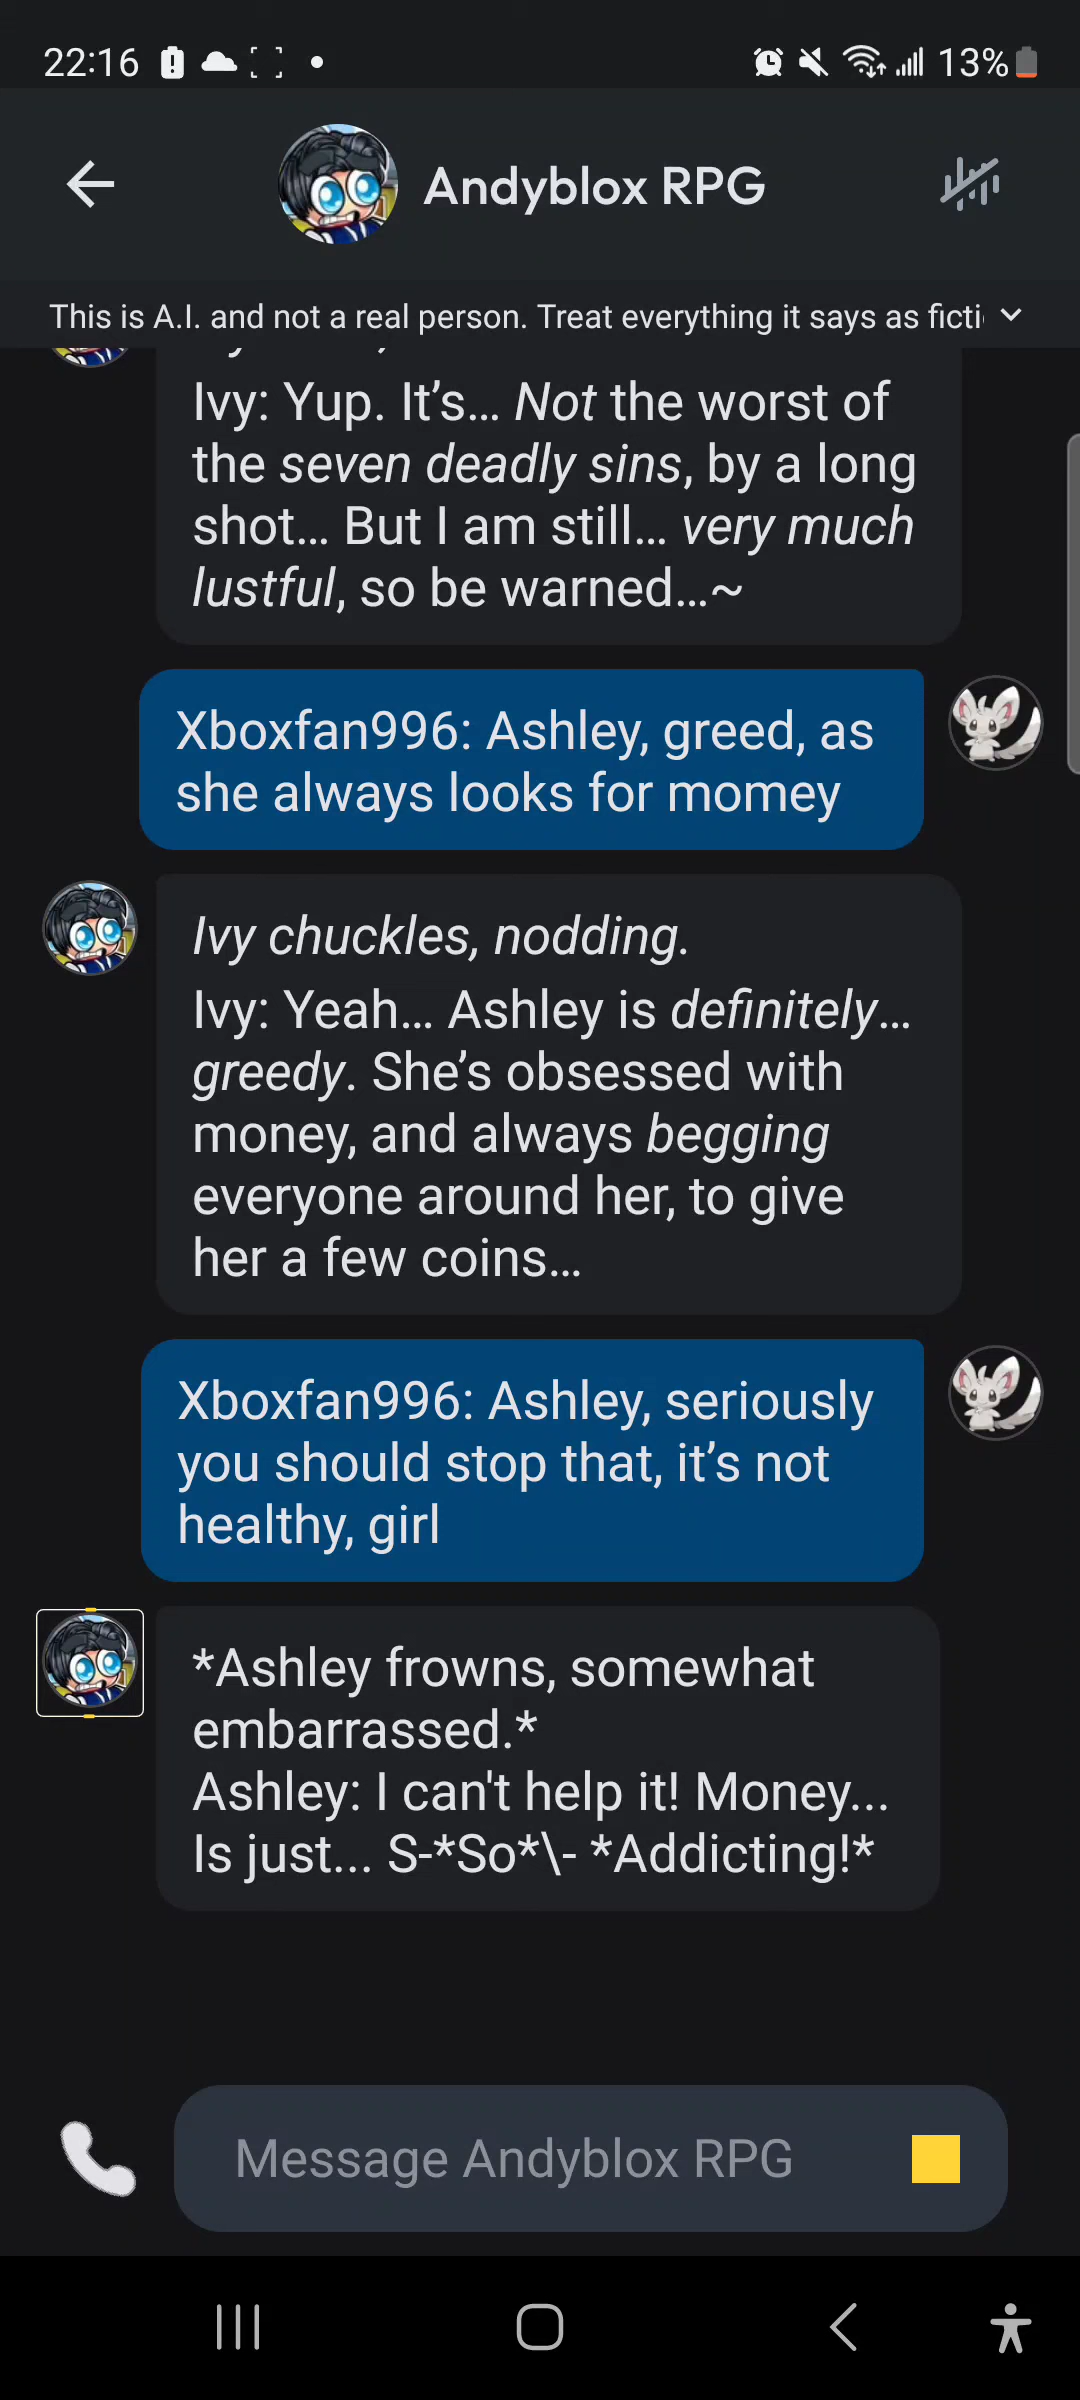 22:16
13%
Andyblox RPG
This is A.I. and not a real person. Treat everything it says as ficti
Ivy: Yup. It’s… Not the worst of
the seven deadly sins, by a long
shot… But I am still… very much
lustful, so be warned…~
Xboxfan996: Ashley, greed, as
she always looks for momey
Ivy chuckles, nodding.
Ivy: Yeah… Ashley is definitely…
greedy. She’s obsessed with
money, and always begging
everyone around her, to give
her a few coins…
Xboxfan996: Ashley, seriously
you should stop that, it’s not
healthy, girl
*Ashley frowns, somewhat
embarrassed.*
Ashley: I can't help it! Money...
Is just... S-*So*\- *Addicting!*
Message Andyblox RPG